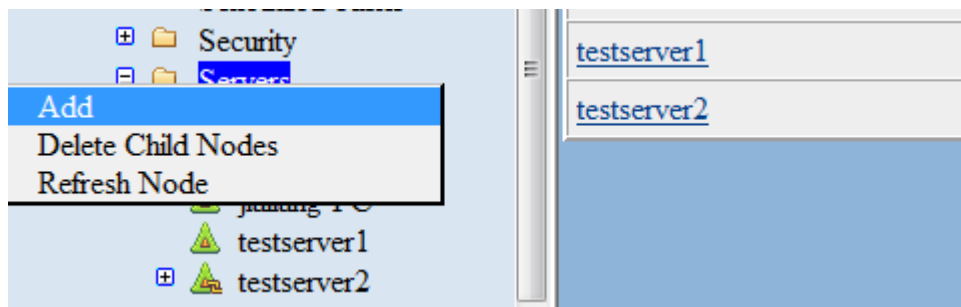 Security
Servers
Add
Delete Child Nodes
Refresh Node
testserver1
testserver2
testserver1
testserver2